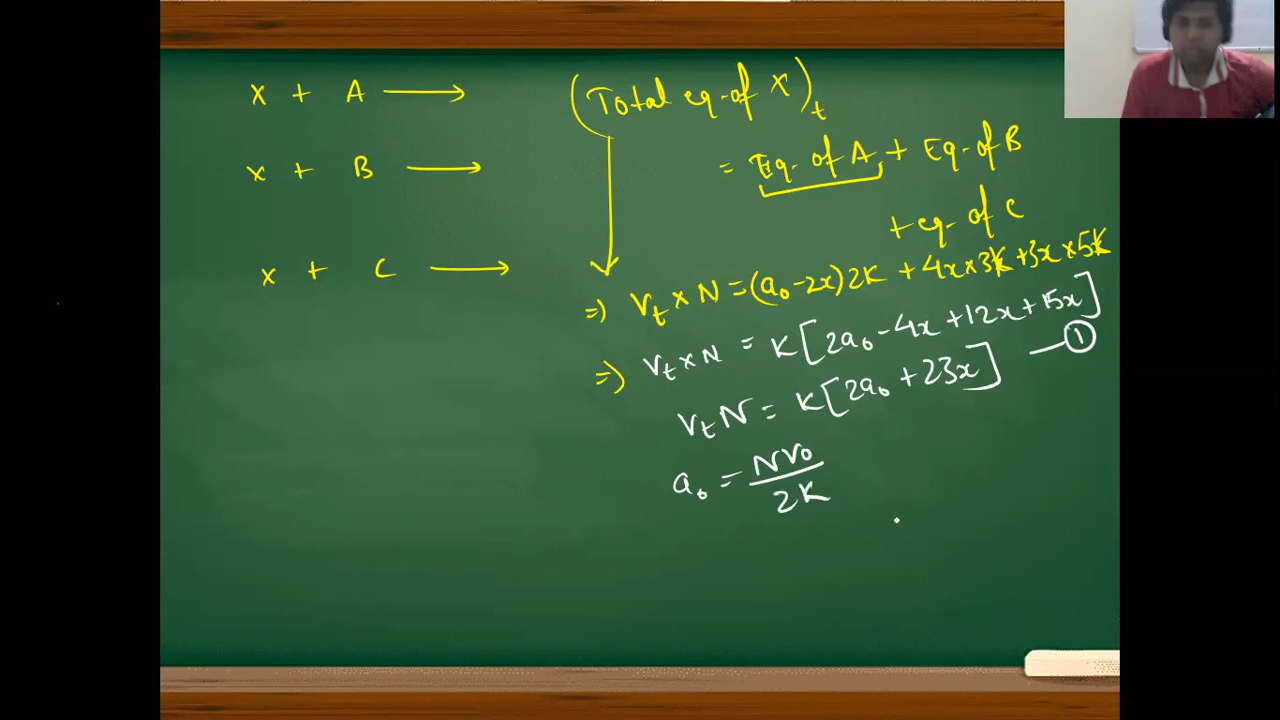 x + A ⟶
x + B ⟶
x + C ⟶
(Total eq-of X)t
= Eq. of A + Eq-of B
+ eq. of C
=) Vt × N = (a₀-2x)2K + 4x×3K + 3x×5K
=) Vt×N = K[2a₀-4x+12x+15x]
VtN = K[2a₀+23x] —①
a₀ = NV₀/2K